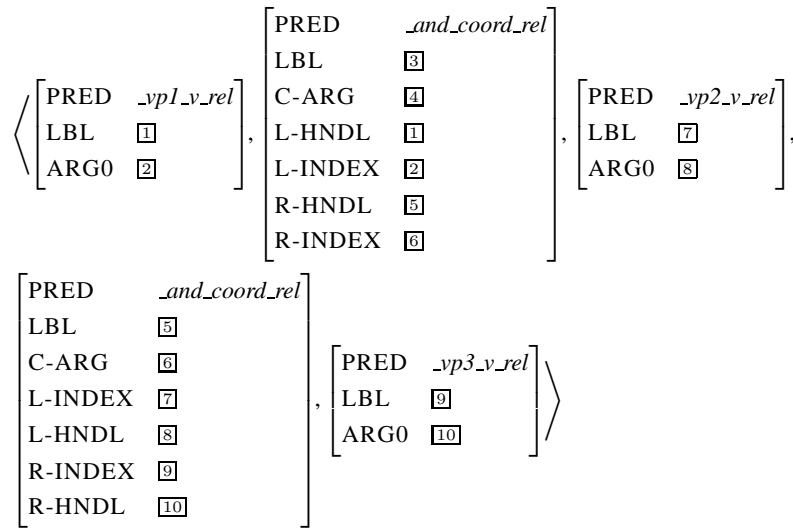 ⟨[PRED _vp1_v_rel
LBL 1
ARG0 2],
[PRED _and_coord_rel
LBL 3
C-ARG 4
L-HNDL 1
L-INDEX 2
R-HNDL 5
R-INDEX 6],
[PRED _vp2_v_rel
LBL 7
ARG0 8],
[PRED _and_coord_rel
LBL 5
C-ARG 6
L-INDEX 7
L-HNDL 8
R-INDEX 9
R-HNDL 10],
[PRED _vp3_v_rel
LBL 9
ARG0 10]⟩